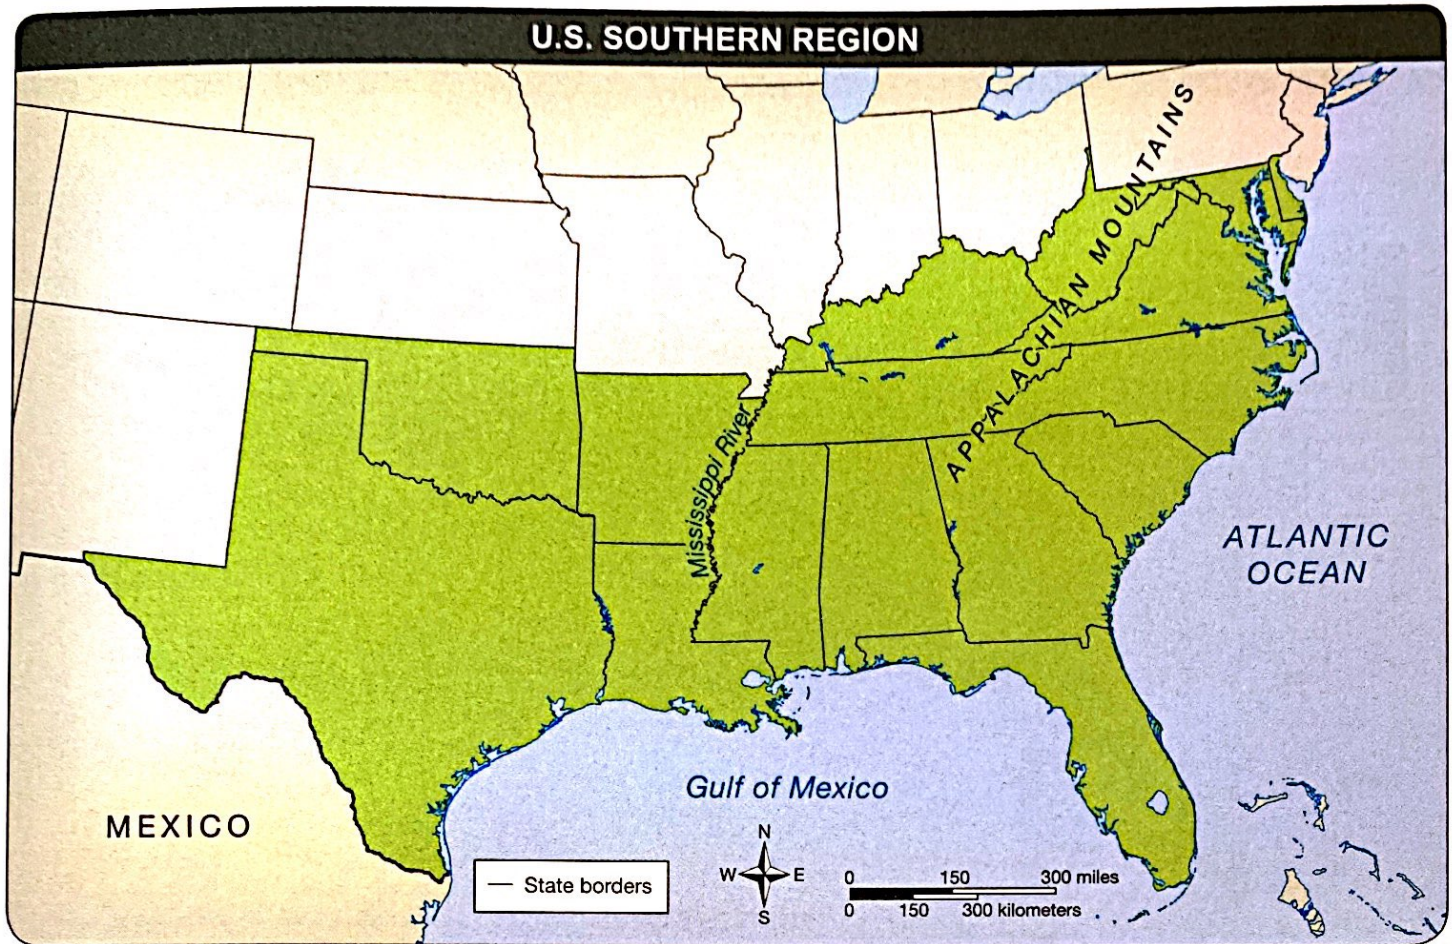 U.S. SOUTHERN REGION
APPALACHIAN MOUNTAINS
Mississippi River
ATLANTIC
OCEAN
Gulf of Mexico
MEXICO
State borders
N
W E
S
0 150 300 miles
0 150 300 kilometers